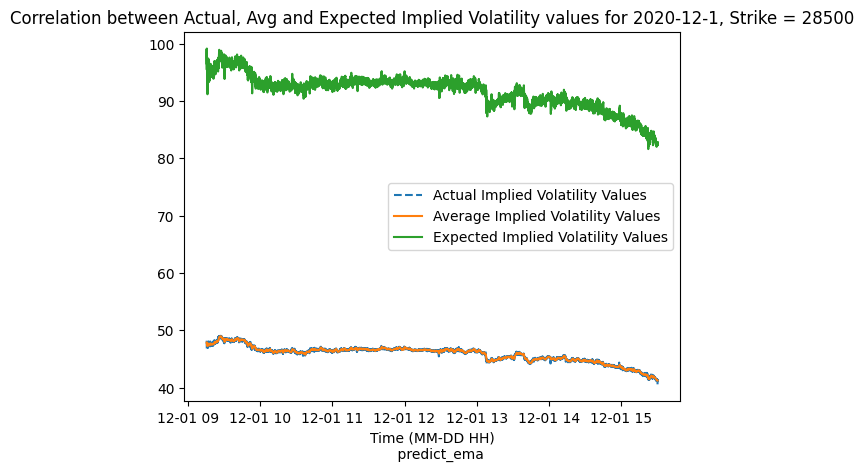 Correlation between Actual, Avg and Expected Implied Volatility values for 2020-12-1, Strike = 28500
100
90
80
70
60
50
40
Actual Implied Volatility Values
Average Implied Volatility Values
Expected Implied Volatility Values
12-01 09 12-01 10 12-01 11 12-01 12 12-01 13 12-01 14 12-01 15
Time (MM-DD HH)
predict_ema